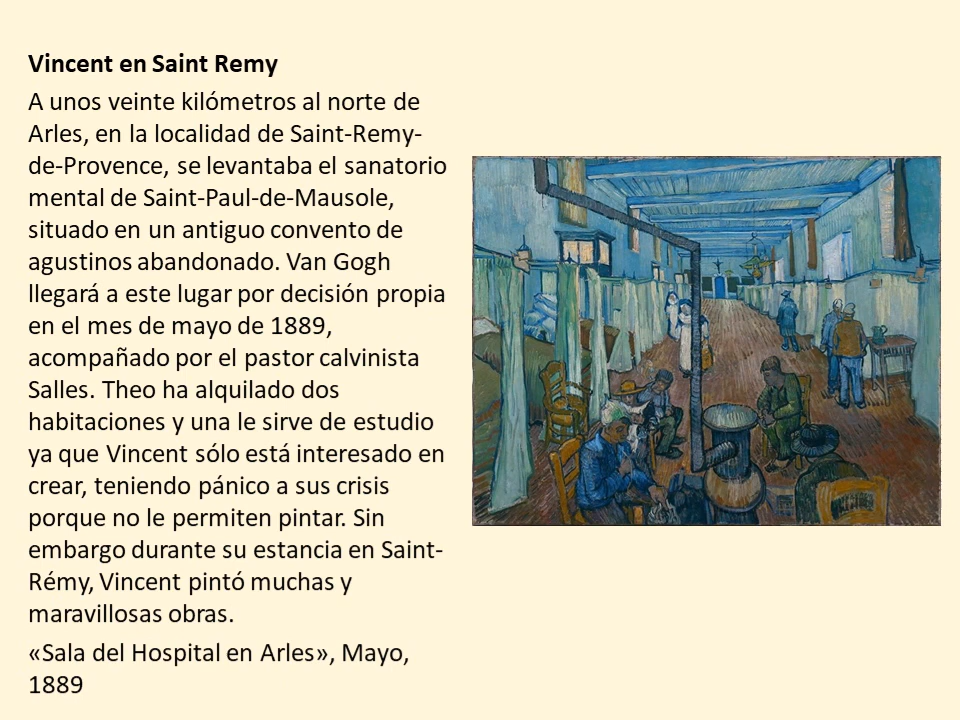 Vincent en Saint Remy
A unos veinte kilómetros al norte de
Arles, en la localidad de Saint-Remy-
de-Provence, se levantaba el sanatorio
mental de Saint-Paul-de-Mausole,
situado en un antiguo convento de
agustinos abandonado. Van Gogh
llegará a este lugar por decisión propia
en el mes de mayo de 1889,
acompañado por el pastor calvinista
Salles. Theo ha alquilado dos
habitaciones y una le sirve de estudio
ya que Vincent sólo está interesado en
crear, teniendo pánico a sus crisis
porque no le permiten pintar. Sin
embargo durante su estancia en Saint-
Rémy, Vincent pintó muchas y
maravillosas obras.
«Sala del Hospital en Arles», Mayo,
1889